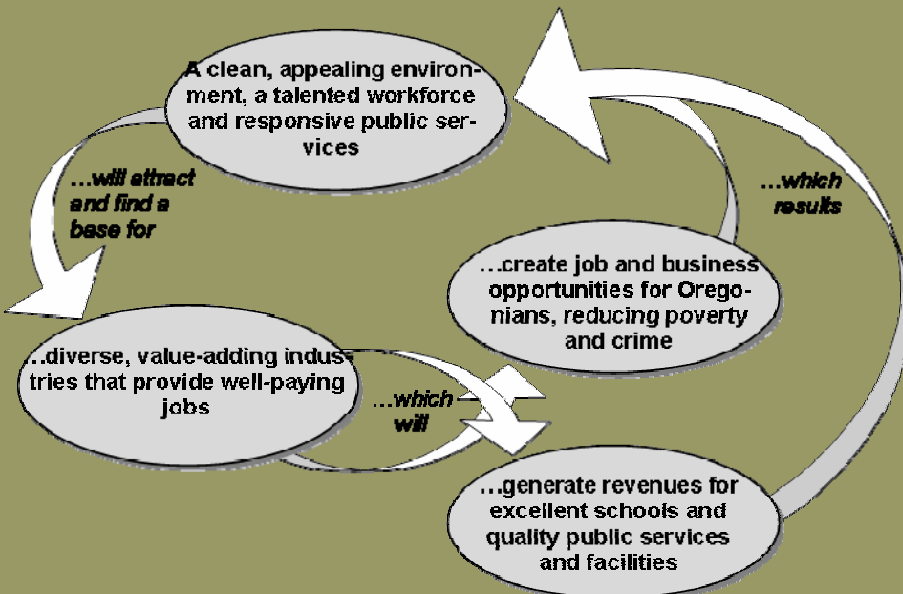 A clean, appealing environ-
ment, a talented workforce
and responsive public ser-
vices
...will attract
and find a
base for
...diverse, value-adding indus-
tries that provide well-paying
jobs
...which
will
...create job and business
opportunities for Orego-
nians, reducing poverty
and crime
...generate revenues for
excellent schools and
quality public services
and facilities
...which
results